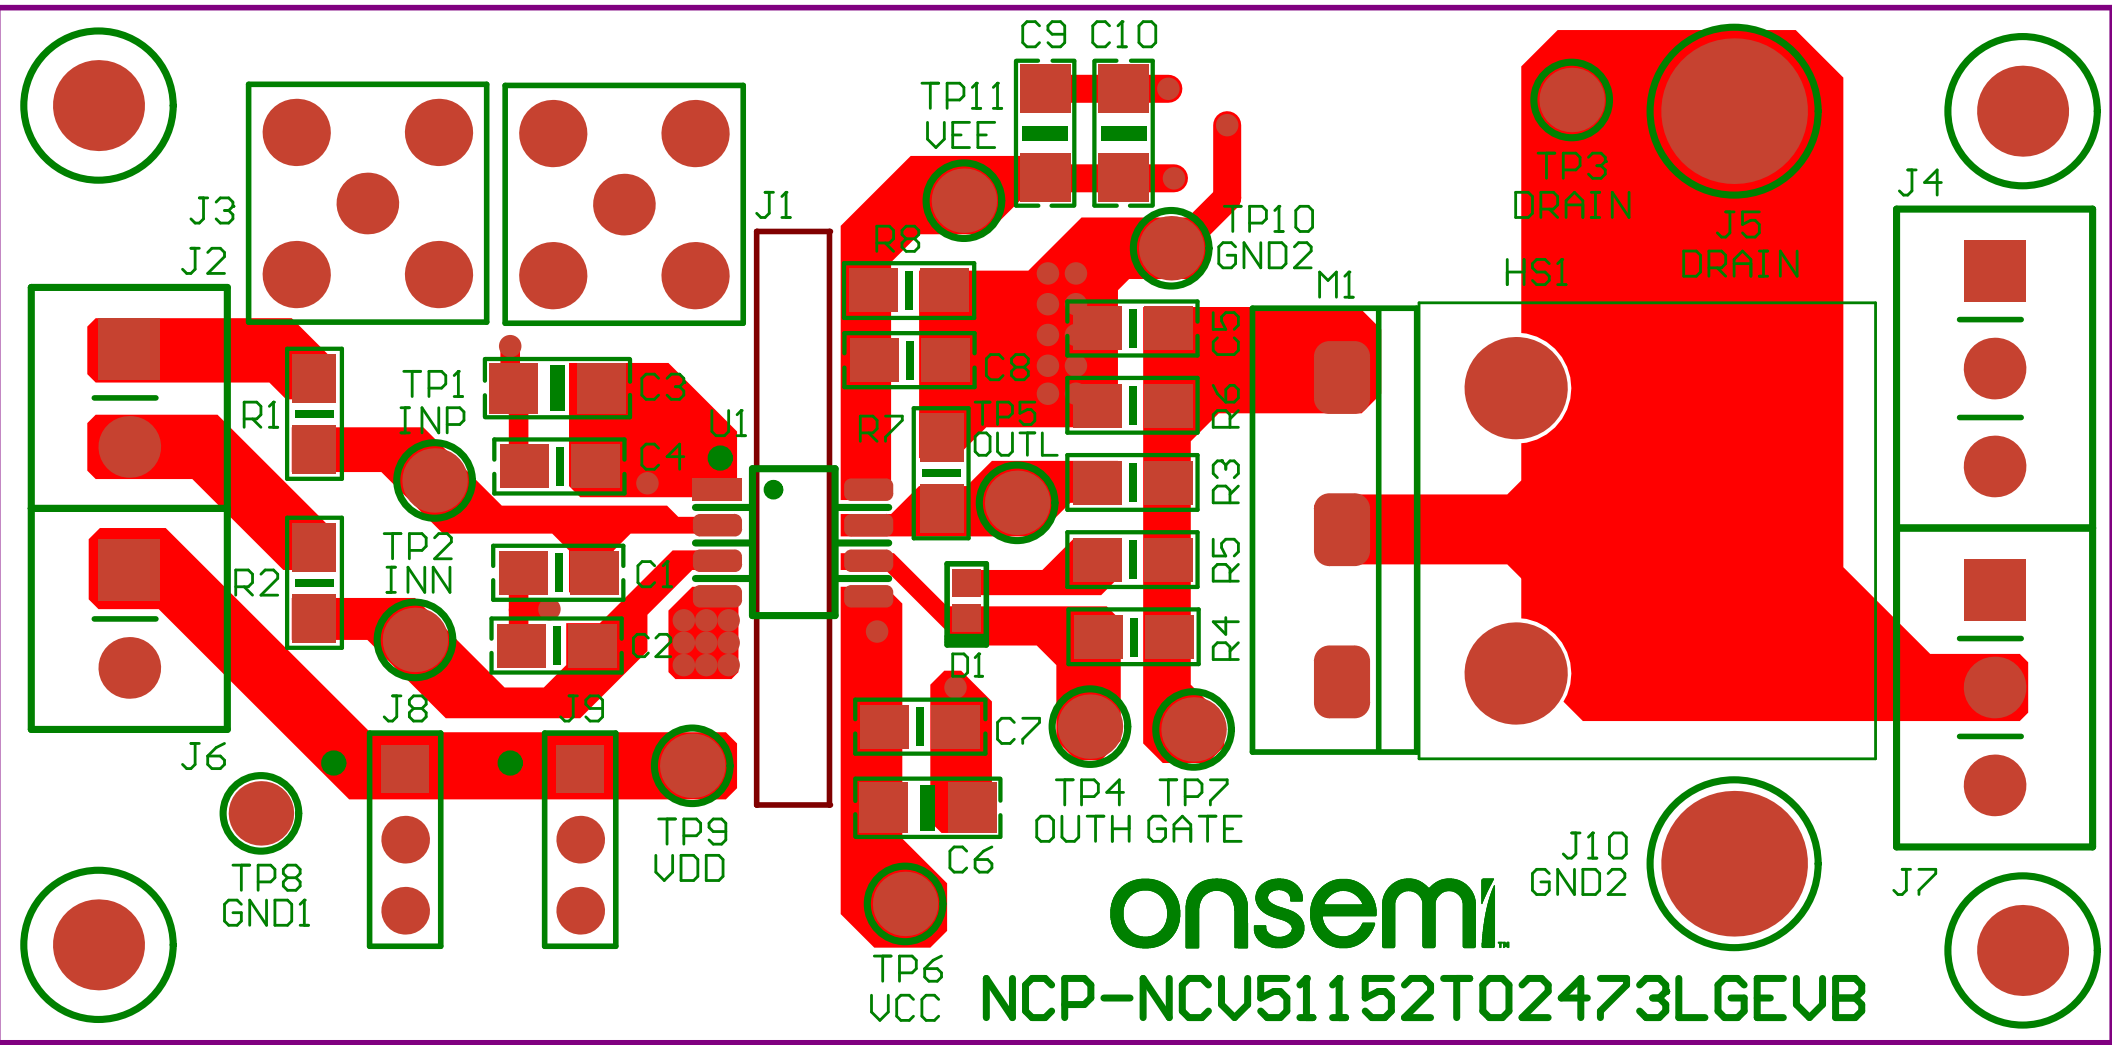 C9
C10
TP11
VEE
TP3
DRAIN
J4
J3
J1
TP10
GND2
J5
DRAIN
R8
J2
HS1
M1
C5
C8
TP1
INP
C3
R1
U1
R7
TP5
OUTL
R6
C4
R3
TP2
INN
C1
R2
R5
C2
R4
D1
J8
J9
C7
J6
TP4
OUTH
TP7
GATE
TP9
VDD
C6
J10
GND2
TP8
GND1
J7
onsemi™
TP6
VCC
NCP-NCV51152TO2473LGEVB